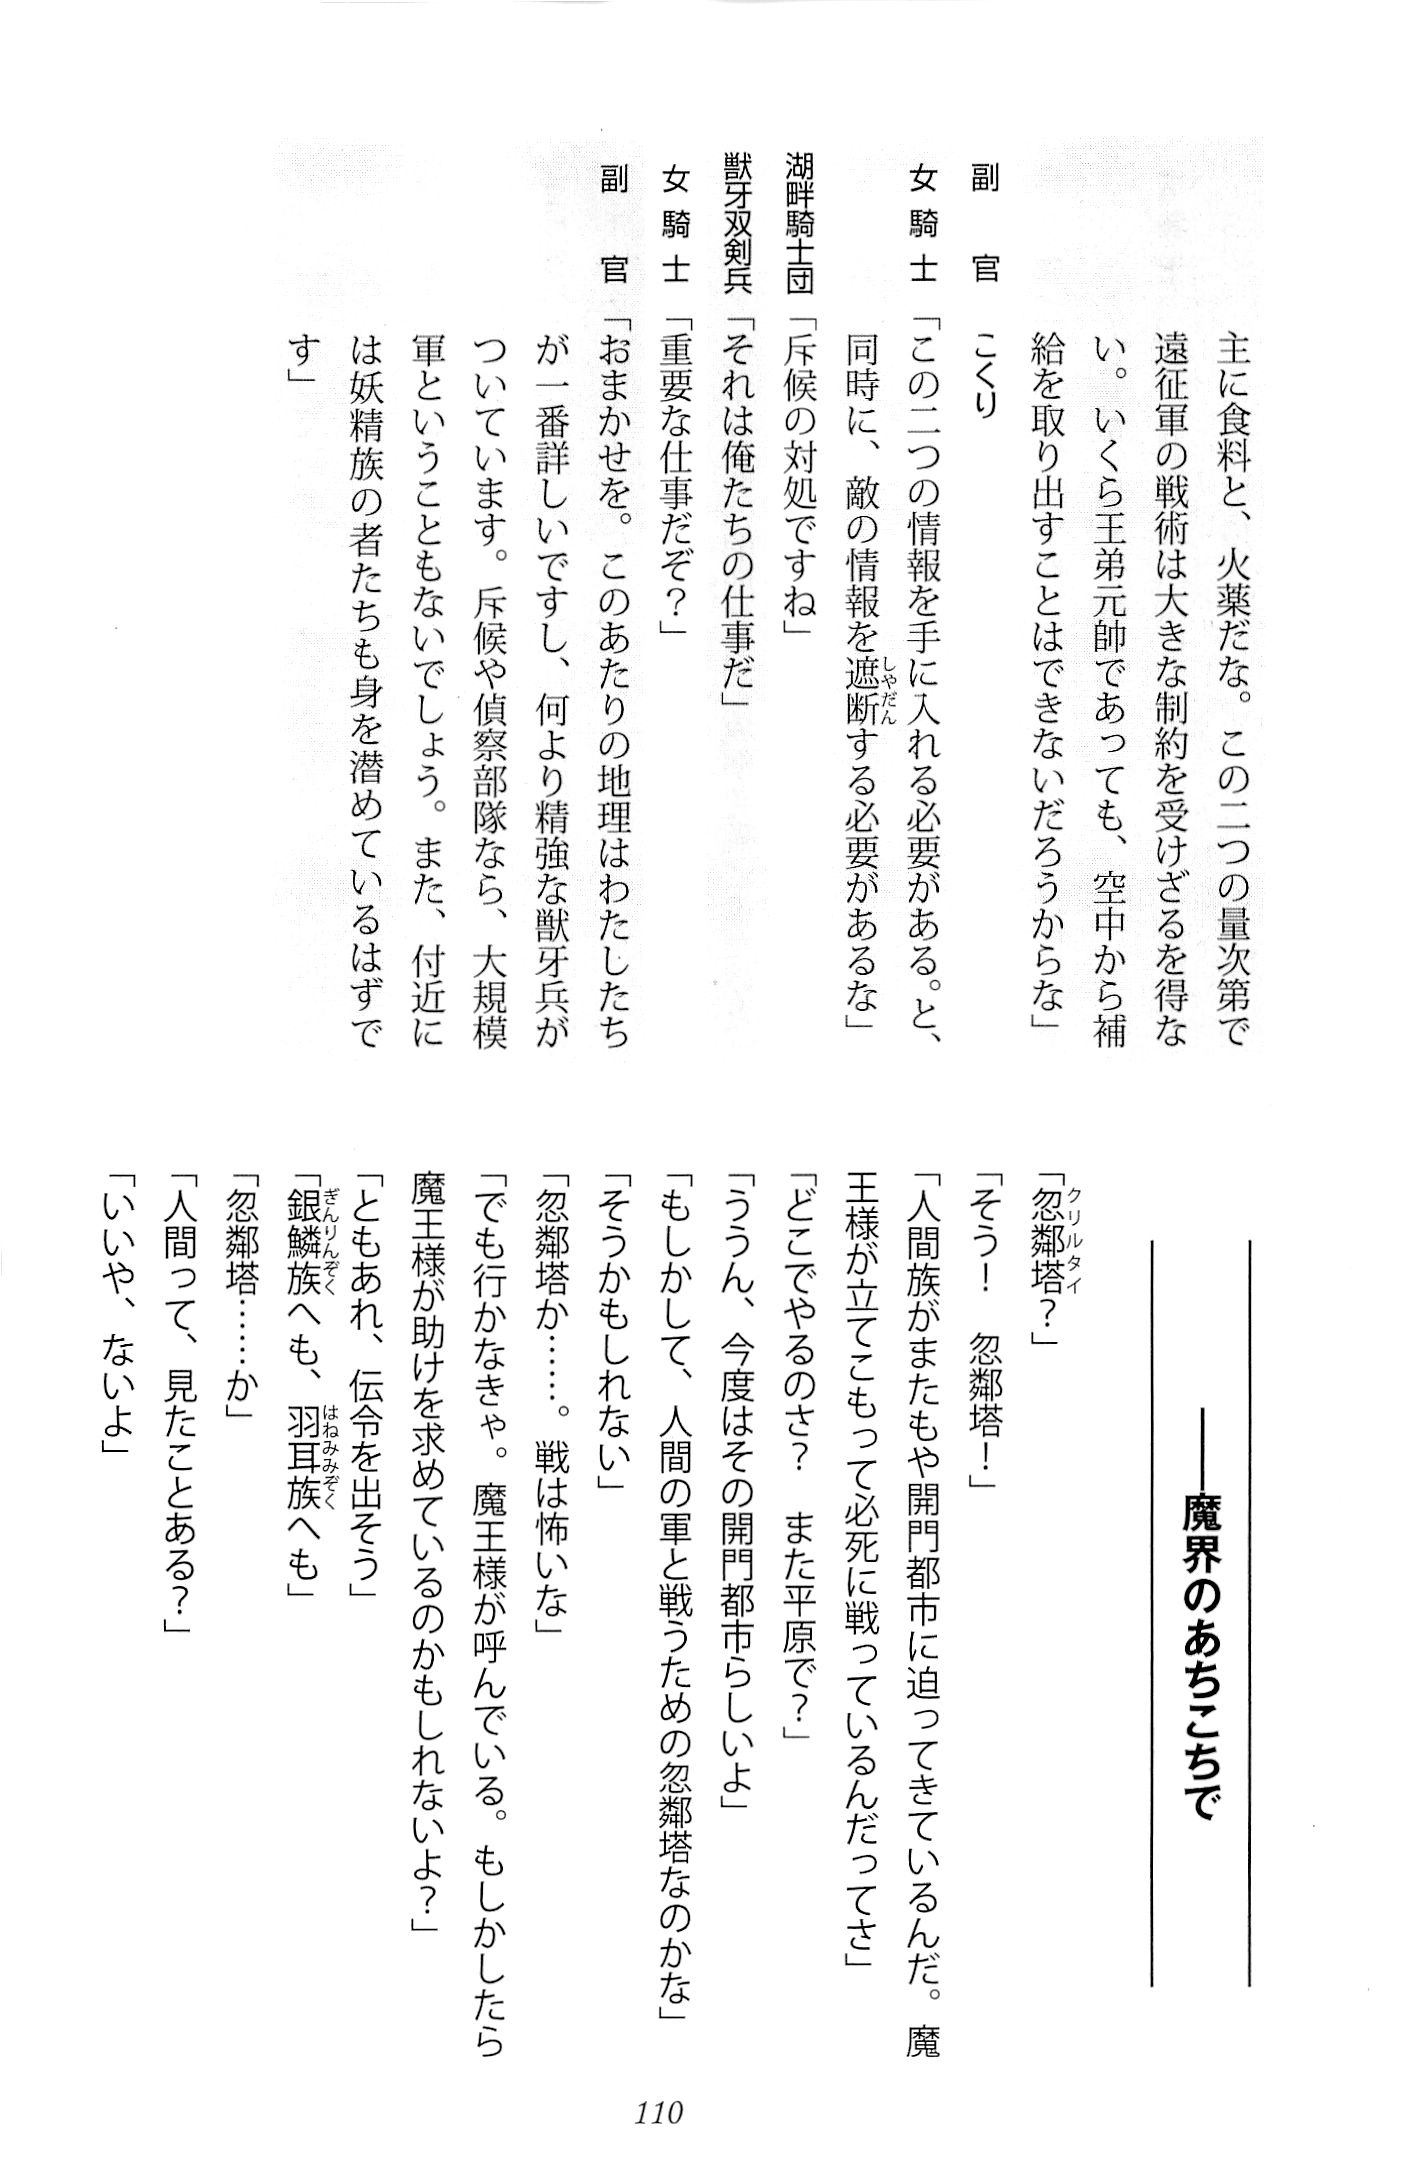 主に食料と、火薬だな。この二つの量次第で
遠征軍の戦術は大きな制約を受けざるを得な
い。いくら王弟元帥であっても、空中から補
給を取り出すことはできないだろうからな」
副官　こくり
女騎士「この二つの情報を手に入れる必要がある。と、
同時に、敵の情報を遮断する必要があるな」
しゃだん
湖畔騎士団「斥候の対処ですね」
獣牙双剣兵「それは俺たちの仕事だ」
女騎士「重要な仕事だぞ？」
副官「おまかせを。このあたりの地理はわたしたち
が一番詳しいですし、何より精強な獣牙兵が
ついています。斥候や偵察部隊なら、大規模
軍ということもないでしょう。また、付近に
は妖精族の者たちも身を潜めているはずで
す」
――魔界のあちこちで
「忽鄰塔？」
クリルタイ
「そう！　忽鄰塔！」
「人間族がまたもや開門都市に迫ってきているんだ。魔
王様が立てこもって必死に戦っているんだってさ」
「どこでやるのさ？　また平原で？」
「ううん、今度はその開門都市らしいよ」
「もしかして、人間の軍と戦うための忽鄰塔なのかな」
「そうかもしれない」
「忽鄰塔か……。戦は怖いな」
「でも行かなきゃ。魔王様が呼んでいる。もしかしたら
魔王様が助けを求めているのかもしれないよ？」
「ともあれ、伝令を出そう」
「銀鱗族へも、羽耳族へも」
ぎんりんぞく　はねみみぞく
「忽鄰塔……か」
「人間って、見たことある？」
「いいや、ないよ」
110